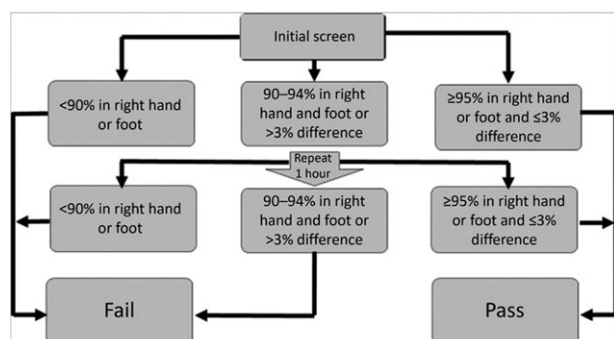 Initial screen
<90% in right hand
or foot
90–94% in right
hand and foot or
>3% difference
≥95% in right hand
or foot and ≤3%
difference
Repeat
1 hour
<90% in right hand
or foot
90–94% in right
hand and foot or
>3% difference
≥95% in right hand
or foot and ≤3%
difference
Fail
Pass